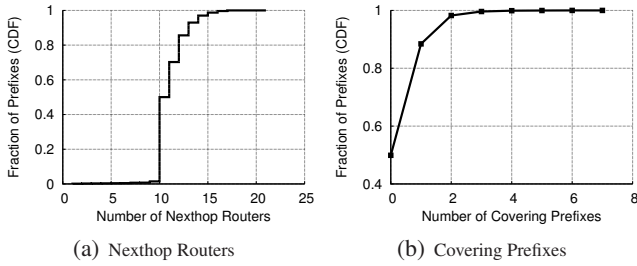 Fraction of Prefixes (CDF)
1
0.8
0.6
0.4
0.2
0
0 5 10 15 20 25
Number of Nexthop Routers
(a) Nexthop Routers
Fraction of Prefixes (CDF)
1
0.8
0.6
0.4
0 2 4 6 8
Number of Covering Prefixes
(b) Covering Prefixes